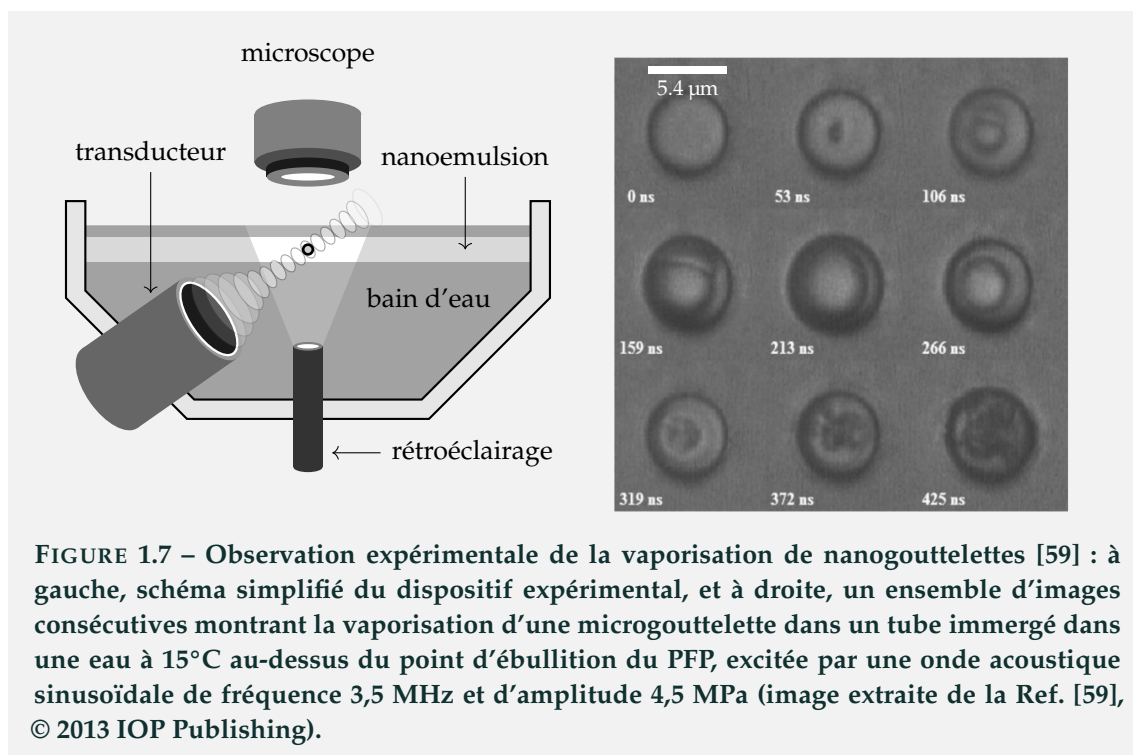 microscope
transducteur
nanoemulsion
bain d'eau
rétroéclairage
5.4 µm
0 ns
53 ns
106 ns
159 ns
213 ns
266 ns
319 ns
372 ns
425 ns
FIGURE 1.7 – Observation expérimentale de la vaporisation de nanogouttelettes [59] : à
gauche, schéma simplifié du dispositif expérimental, et à droite, un ensemble d'images
consécutives montrant la vaporisation d'une microgouttelette dans un tube immergé dans
une eau à 15°C au-dessus du point d'ébullition du PFP, excitée par une onde acoustique
sinusoïdale de fréquence 3,5 MHz et d'amplitude 4,5 MPa (image extraite de la Ref. [59],
© 2013 IOP Publishing).